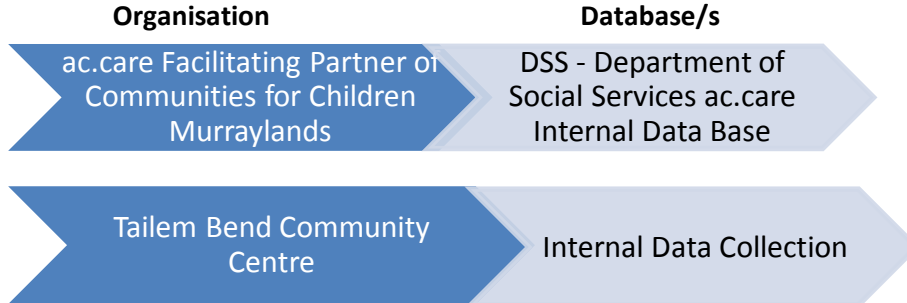 Organisation
Database/s
ac.care Facilitating Partner of
Communities for Children
Murraylands
DSS - Department of
Social Services ac.care
Internal Data Base
Tailem Bend Community
Centre
Internal Data Collection